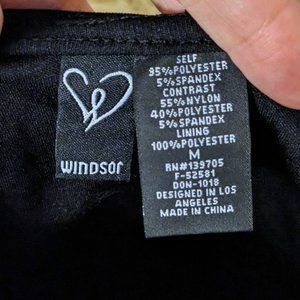 WINDSOR
SELF
95%POLYESTER
5%SPANDEX
CONTRAST
55%NYLON
40%POLYESTER
5%SPANDEX
LINING
100%POLYESTER
M
RN#139705
F-52581
DON-1018
DESIGNED IN LOS
ANGELES
MADE IN CHINA